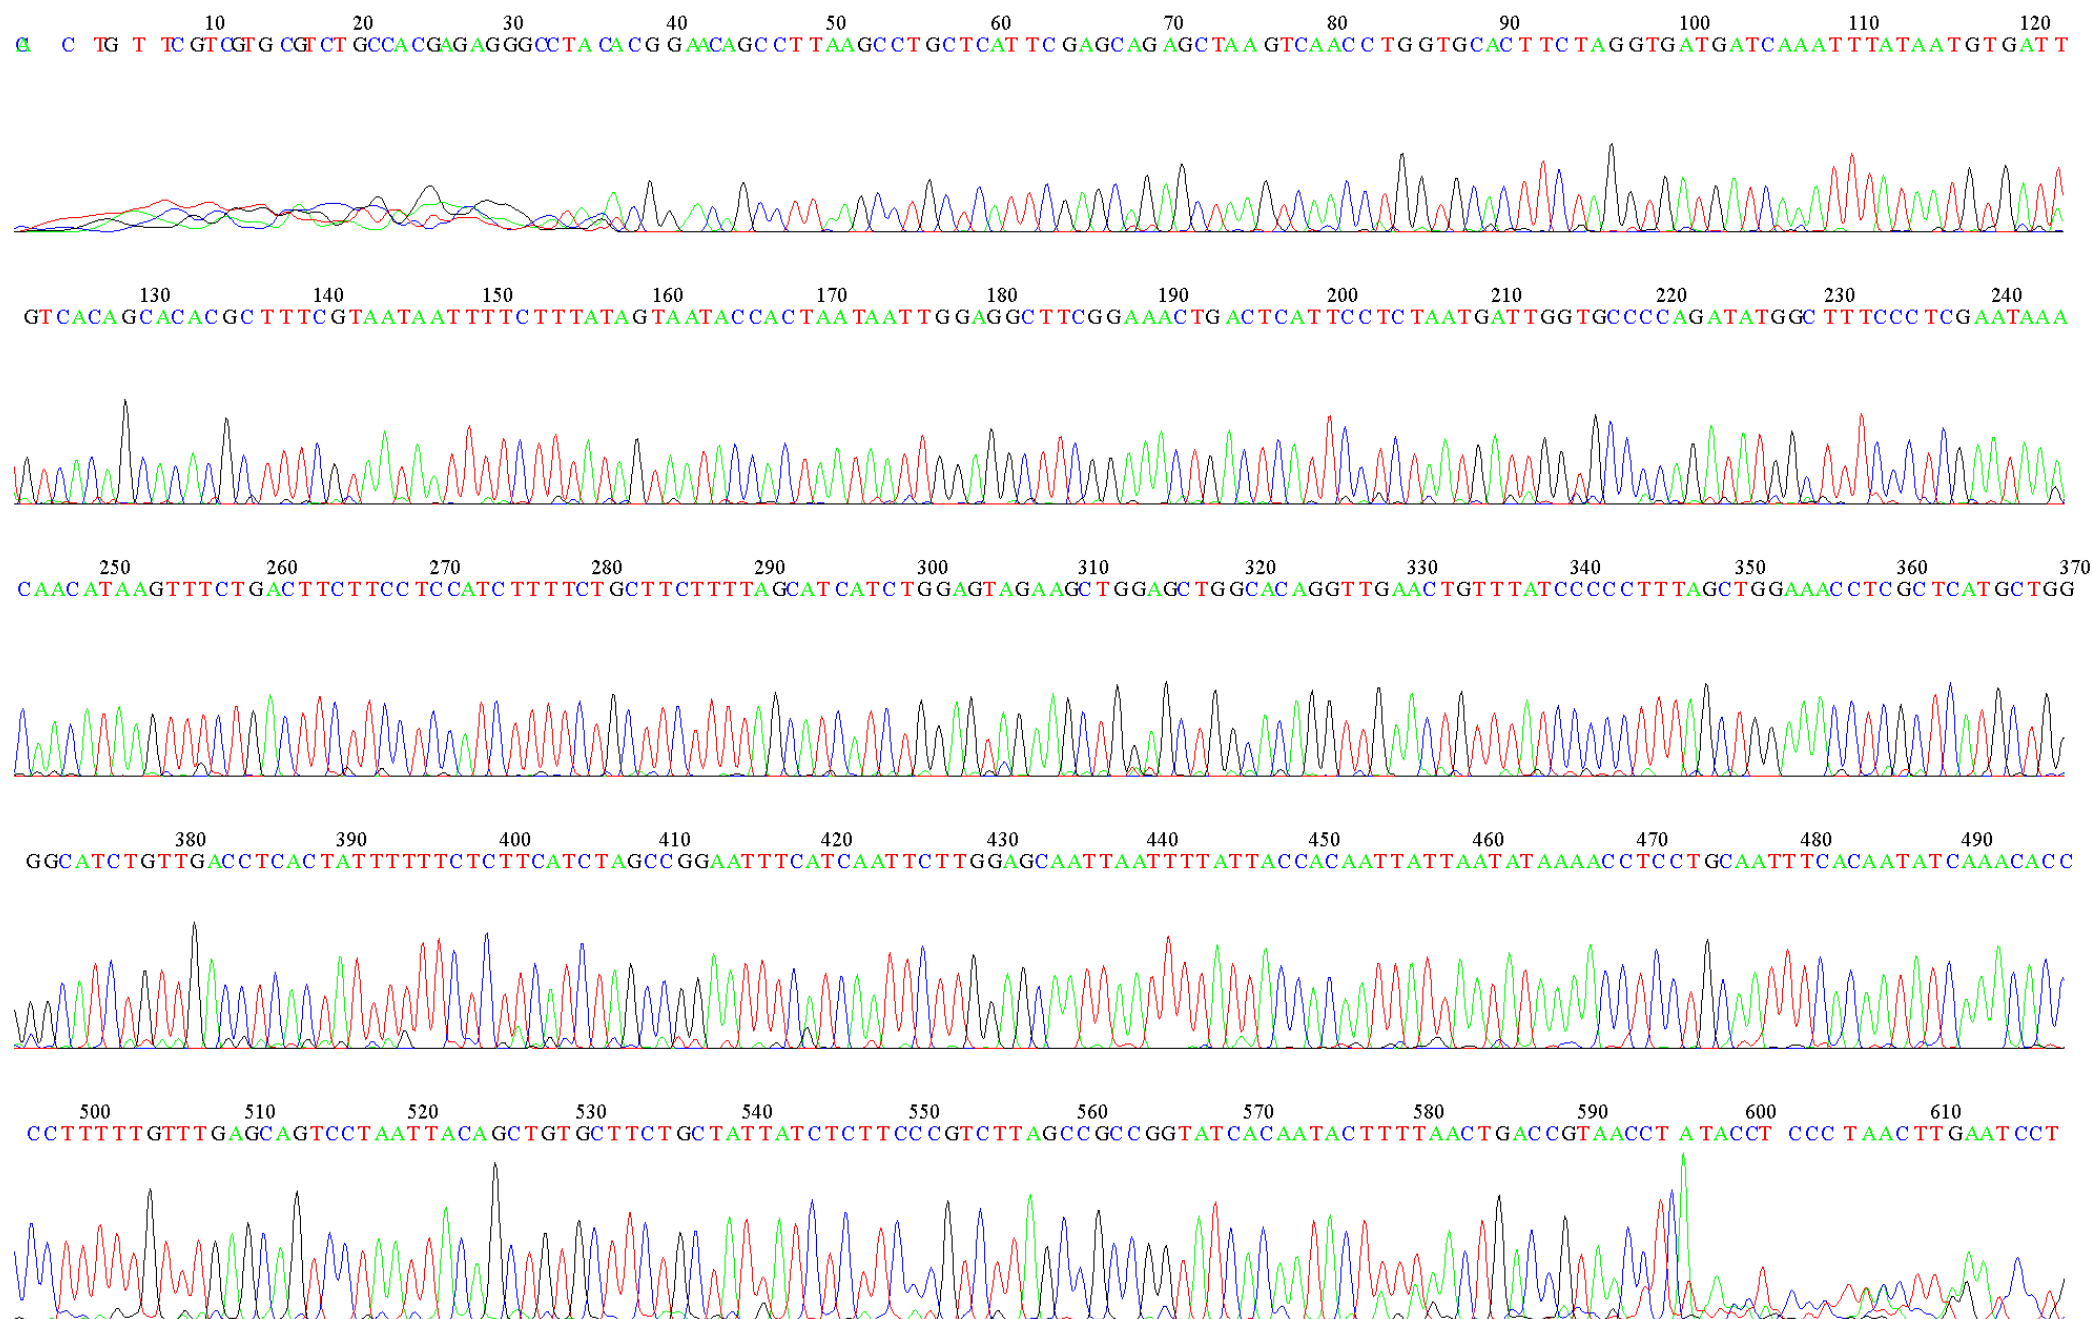 10 20 30 40 50 60 70 80 90 100 110 120
C TG T TCGTCGTGCGTCTGCCACGAGAGGGCCTACACGGAACAGCCTTAAGCCTGCTCATTCGAGCAGAGCTAAGTCAACCTGGTGCACTTCTAGGTGATGATCAAATTTATAATGTGATT
130 140 150 160 170 180 190 200 210 220 230 240
GTCACAGCACACGCTTTCGTAATAATTTTCTTTATAGTAATACCACTAATAATTGGAGGCTTCGGAAACTGACTCATTCCTCTAATGATTGGTGCCCCAGATATGGCTTTCCCTCGAATAAA
250 260 270 280 290 300 310 320 330 340 350 360 370
CAACATAAGTTTCTGACTTCTTCCTCCATCTTTTCTGCTTCTTTTAGCATCATCTGGAGTAGAAGCTGGAGCTGGCACAGGTTGAACTGTTTATCCCCCTTTAGCTGGAAACCTCGCTCATGCTGG
380 390 400 410 420 430 440 450 460 470 480 490
GGCATCTGTTGACCTCACTATTTTTTCTCTTCATCTAGCCGGAATTTCATCAATTCTTGGAGCAATTAATTTTATTACCACAATTATTAATATAAAACCTCCTGCAATTTCACAATATCAAACACC
500 510 520 530 540 550 560 570 580 590 600 610
CCTTTTTGTTTGAGCAGTCCTAATTACAGCTGTGCTTCTGCTATTATCTCTTCCCGTCTTAGCCGCCGGTATCACAATACTTTTAACTGACCGTAACCT ATACCT CCC TAACTTGAATCCT